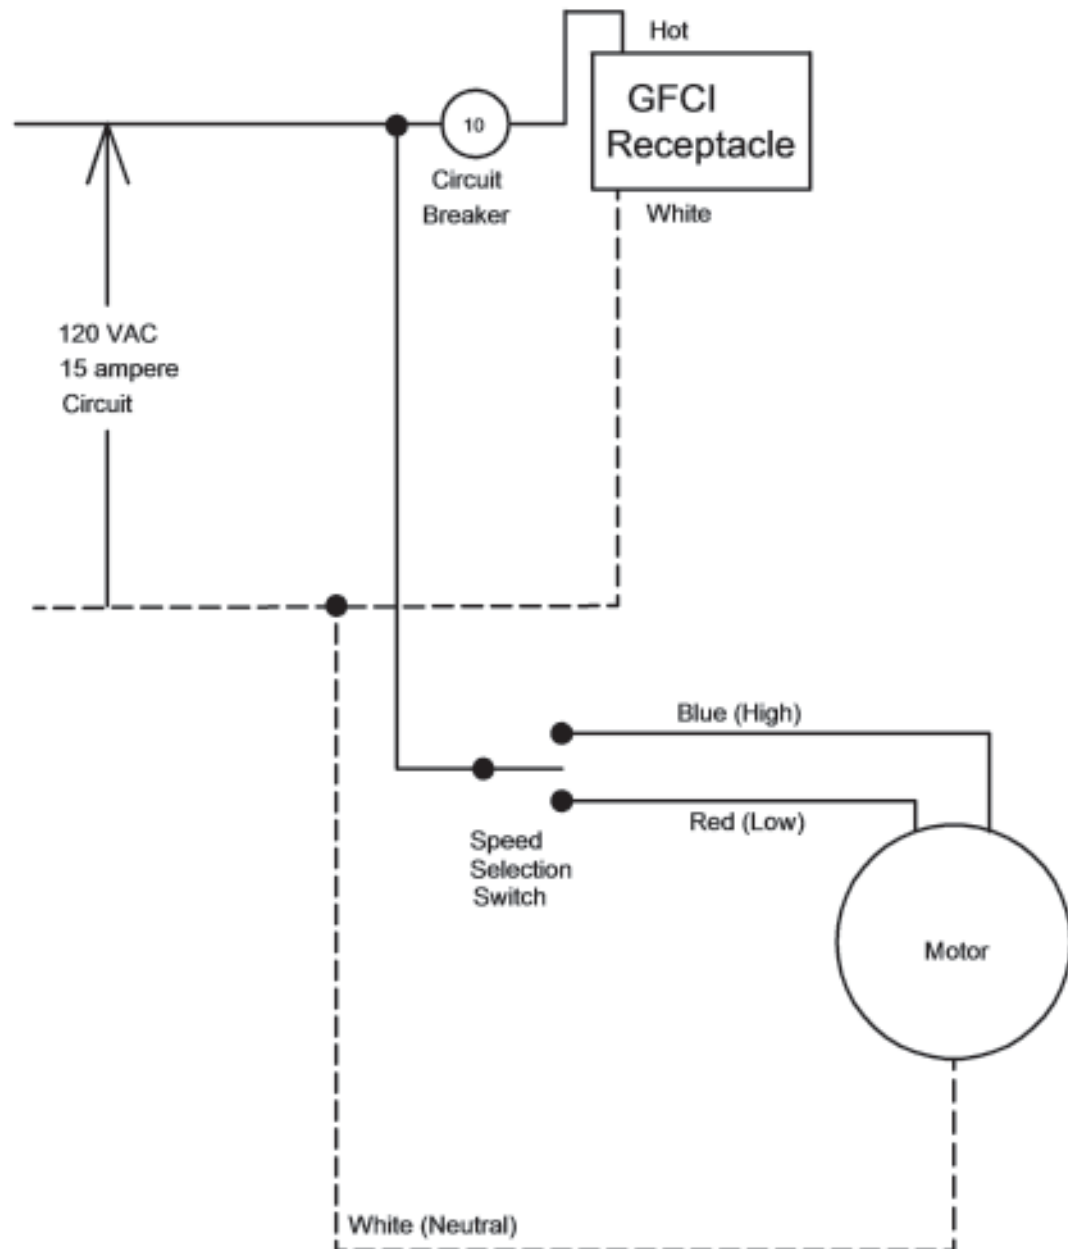 Hot
GFCI
Receptacle
10
Circuit
Breaker
White
120 VAC
15 ampere
Circuit
Blue (High)
Red (Low)
Speed
Selection
Switch
Motor
White (Neutral)